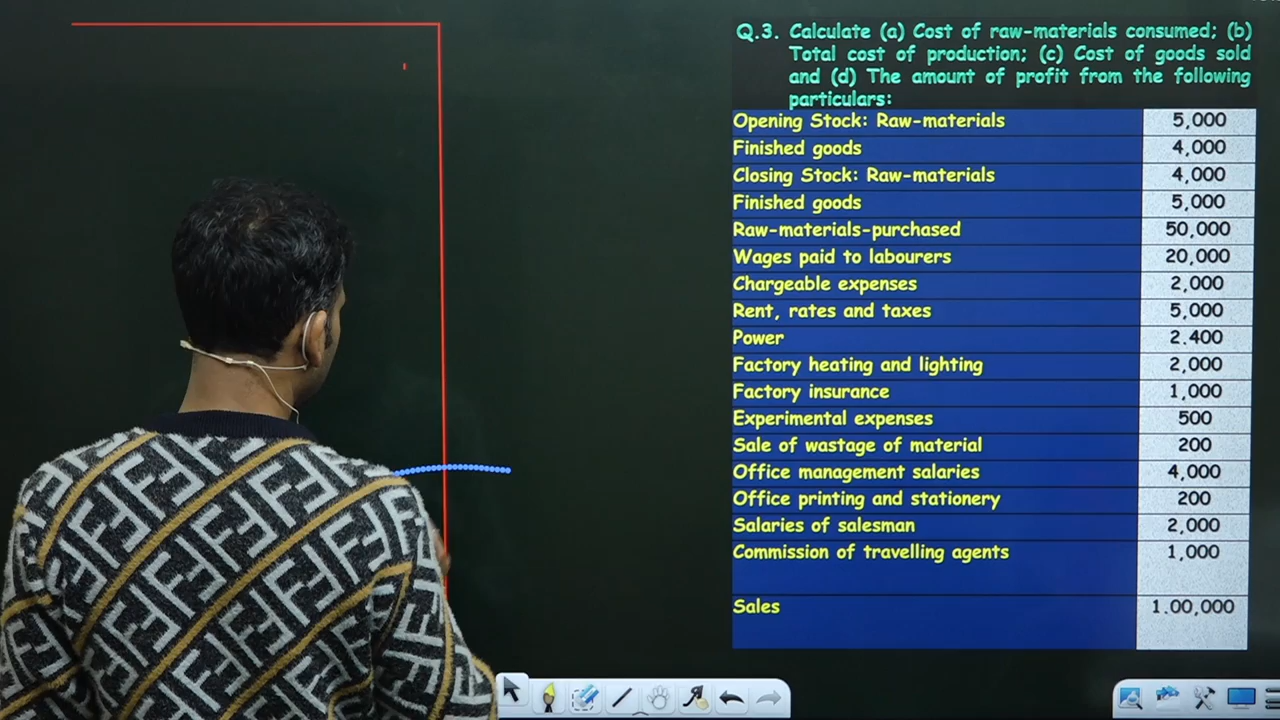 Q.3. Calculate (a) Cost of raw-materials consumed; (b)
Total cost of production; (c) Cost of goods sold
and (d) The amount of profit from the following
particulars:
Opening Stock: Raw-materials 5,000
Finished goods 4,000
Closing Stock: Raw-materials 4,000
Finished goods 5,000
Raw-materials-purchased 50,000
Wages paid to labourers 20,000
Chargeable expenses 2,000
Rent, rates and taxes 5,000
Power 2.400
Factory heating and lighting 2,000
Factory insurance 1,000
Experimental expenses 500
Sale of wastage of material 200
Office management salaries 4,000
Office printing and stationery 200
Salaries of salesman 2,000
Commission of travelling agents 1,000
Sales 1.00,000